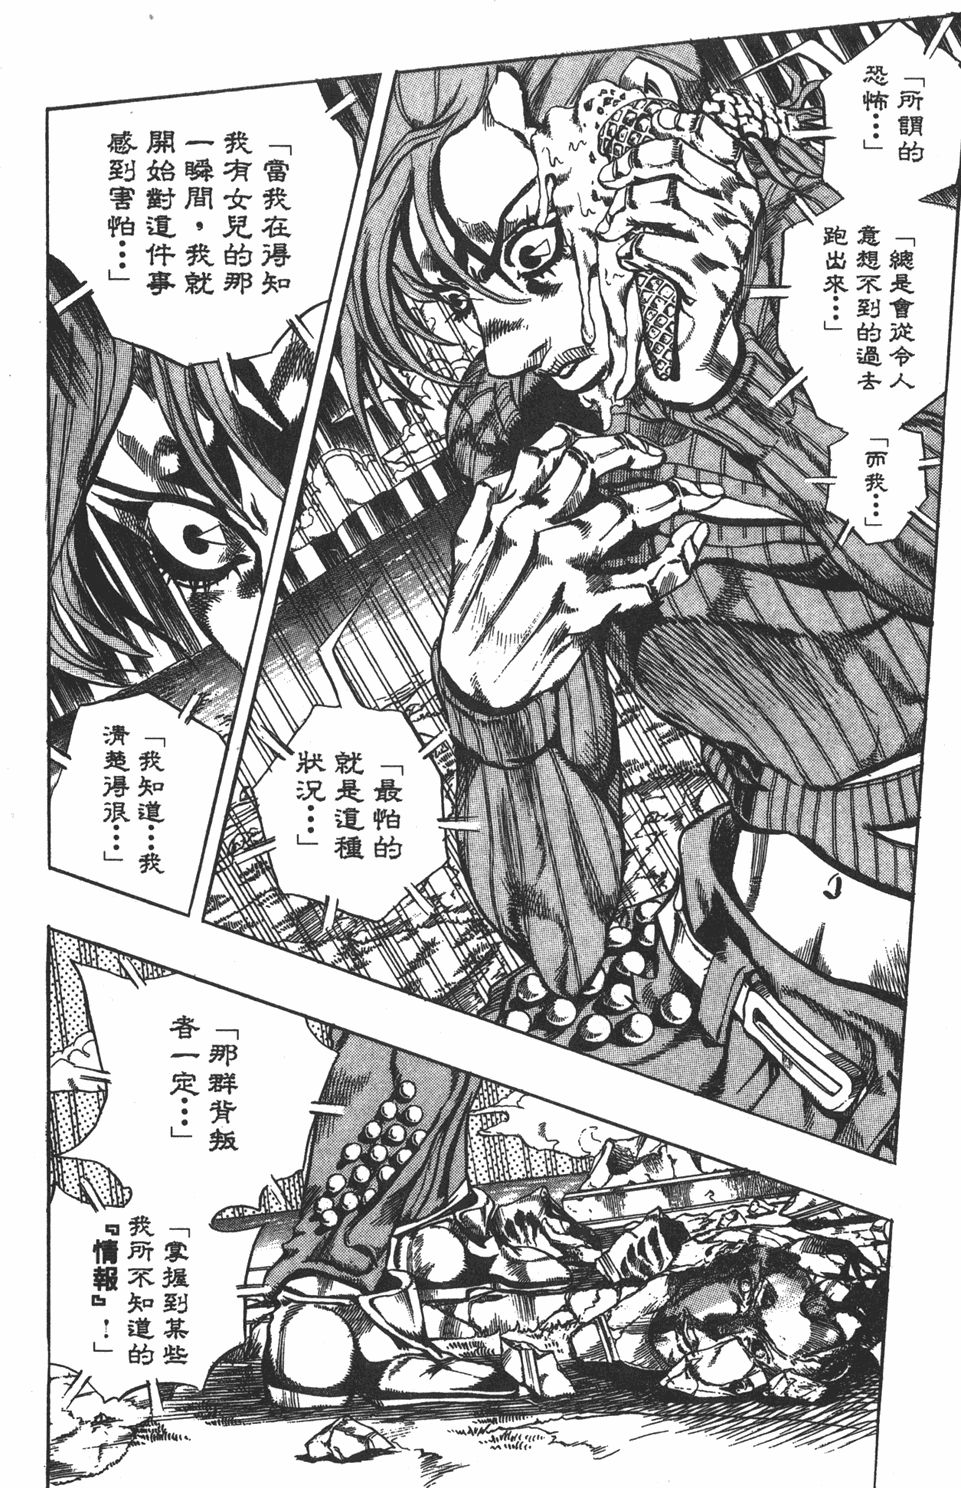 「所謂的
恐怖…」
「總是會從令人
意想不到的過去
跑出來…」
「而我…」
「最怕的
就是這種
狀況…」
「當我在得知
我有女兒的那
一瞬間，我就
開始對這件事
感到害怕…」
「我知道…我
清楚得很…」
「那群背叛
者一定…」
「掌握到某些
我所不知道的
『情報』！」